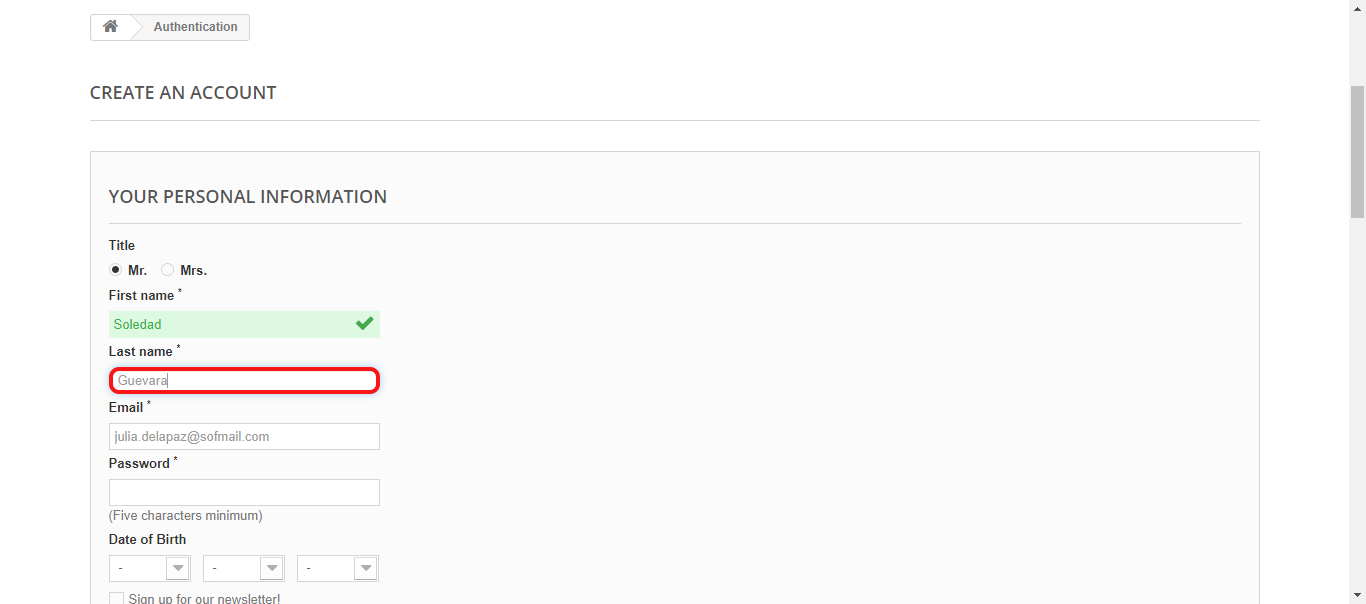 Authentication
CREATE AN ACCOUNT
YOUR PERSONAL INFORMATION
Title
Mr. Mrs.
First name *
Soledad
Last name *
Guevara
Email *
julia.delapaz@sofmail.com
Password *
(Five characters minimum)
Date of Birth
- - -
Sign up for our newsletter!